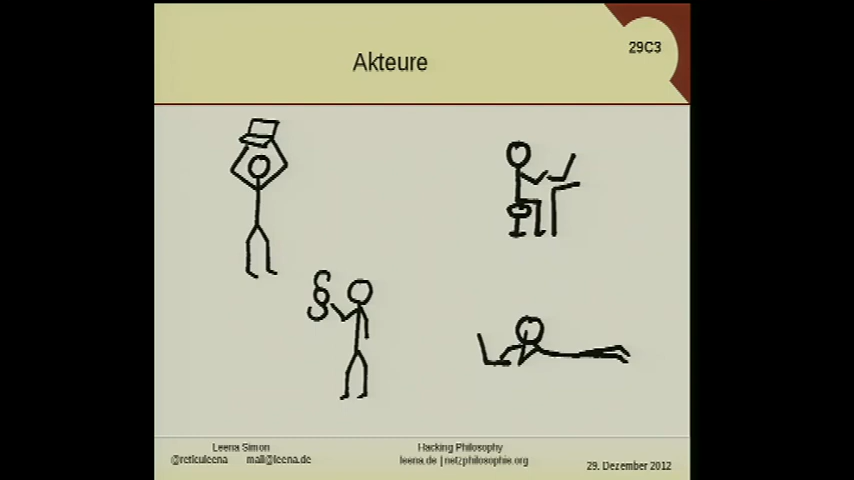 Akteure
29C3
§
Leena Simon
@reticuleena mail@leena.de
Hacking Philosophy
leena.de | netzphilosophie.org
29. Dezember 2012